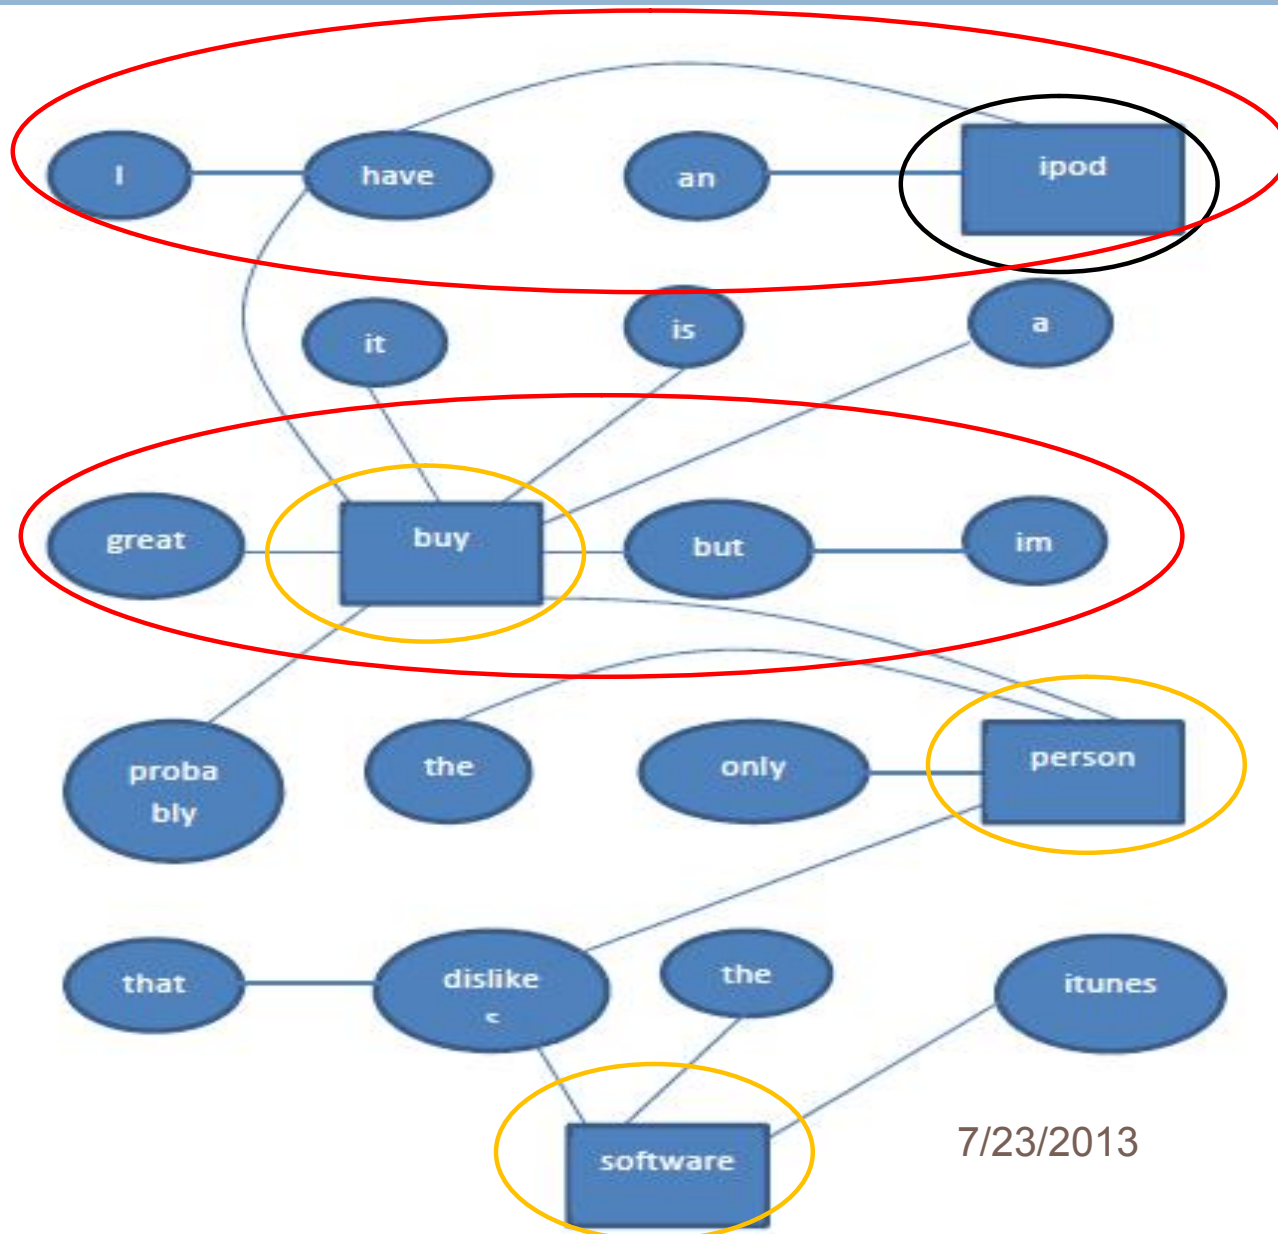 I have an ipod
it is a
great buy but im
proba
bly the only person
that dislike
s the itunes
software
7/23/2013